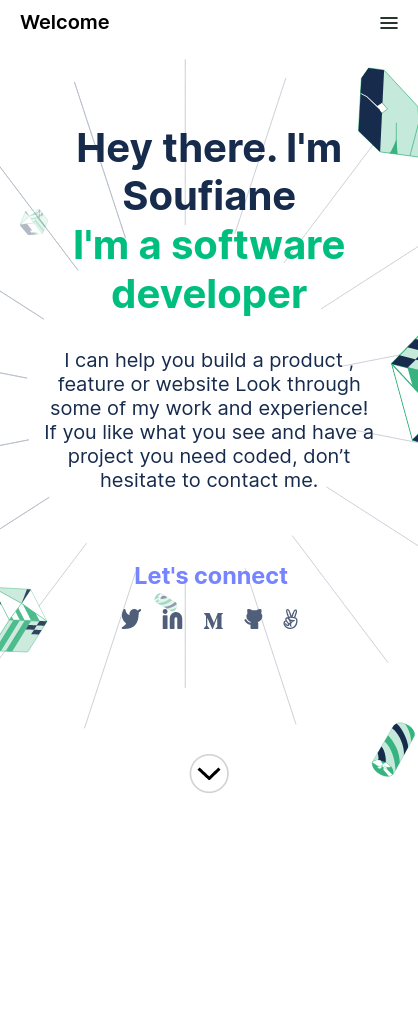 Welcome
Hey there. I'm
Soufiane
I'm a software
developer
I can help you build a product ,
feature or website Look through
some of my work and experience!
If you like what you see and have a
project you need coded, don’t
hesitate to contact me.
Let's connect